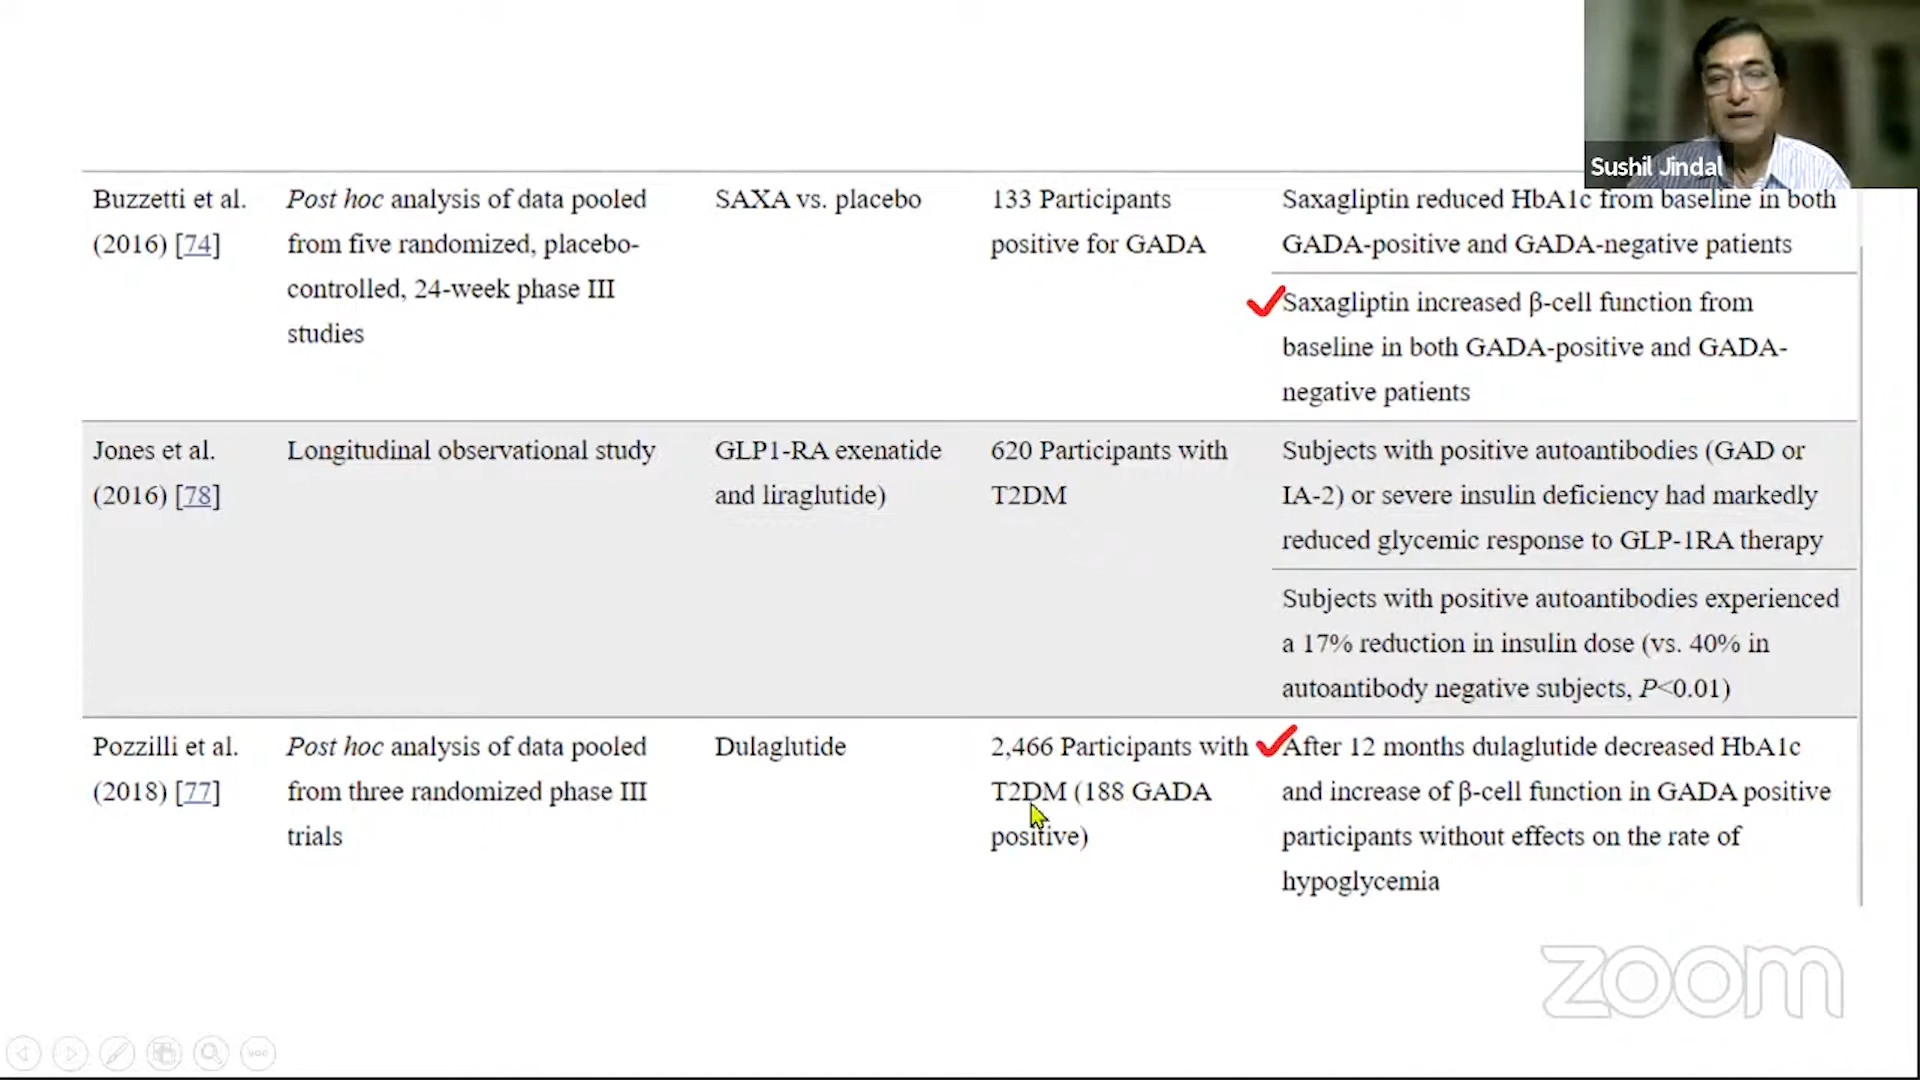 Sushil Jindal
Buzzetti et al.
(2016) [74]
Post hoc analysis of data pooled
from five randomized, placebo-
controlled, 24-week phase III
studies
SAXA vs. placebo
133 Participants
positive for GADA
Saxagliptin reduced HbA1c from baseline in both
GADA-positive and GADA-negative patients
Saxagliptin increased β-cell function from
baseline in both GADA-positive and GADA-
negative patients
Jones et al.
(2016) [78]
Longitudinal observational study
GLP1-RA exenatide
and liraglutide)
620 Participants with
T2DM
Subjects with positive autoantibodies (GAD or
IA-2) or severe insulin deficiency had markedly
reduced glycemic response to GLP-1RA therapy
Subjects with positive autoantibodies experienced
a 17% reduction in insulin dose (vs. 40% in
autoantibody negative subjects, P<0.01)
Pozzilli et al.
(2018) [77]
Post hoc analysis of data pooled
from three randomized phase III
trials
Dulaglutide
2,466 Participants with
T2DM (188 GADA
positive)
After 12 months dulaglutide decreased HbA1c
and increase of β-cell function in GADA positive
participants without effects on the rate of
hypoglycemia
zoom